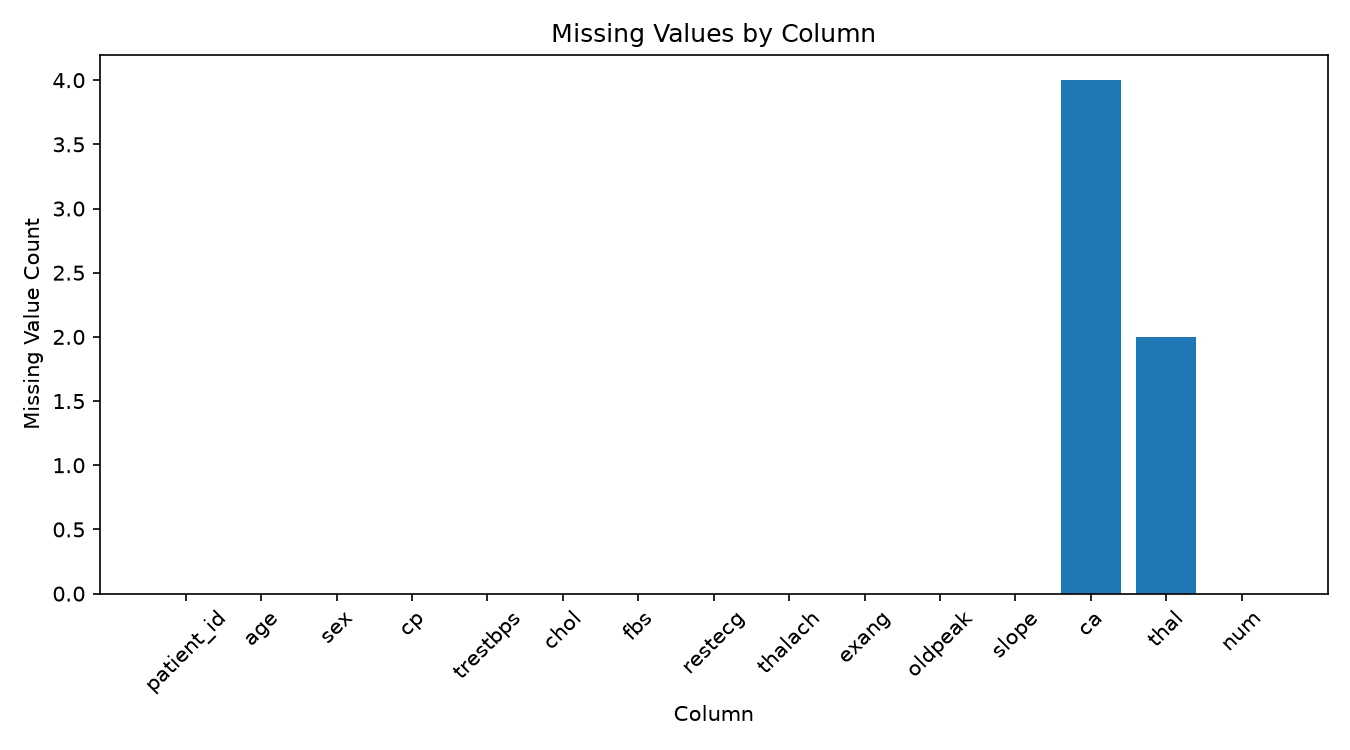 Missing Values by Column
Missing Value Count
4.0
3.5
3.0
2.5
2.0
1.5
1.0
0.5
0.0
patient_id
age
sex
cp
trestbps
chol
fbs
restecg
thalach
exang
oldpeak
slope
ca
thal
num
Column